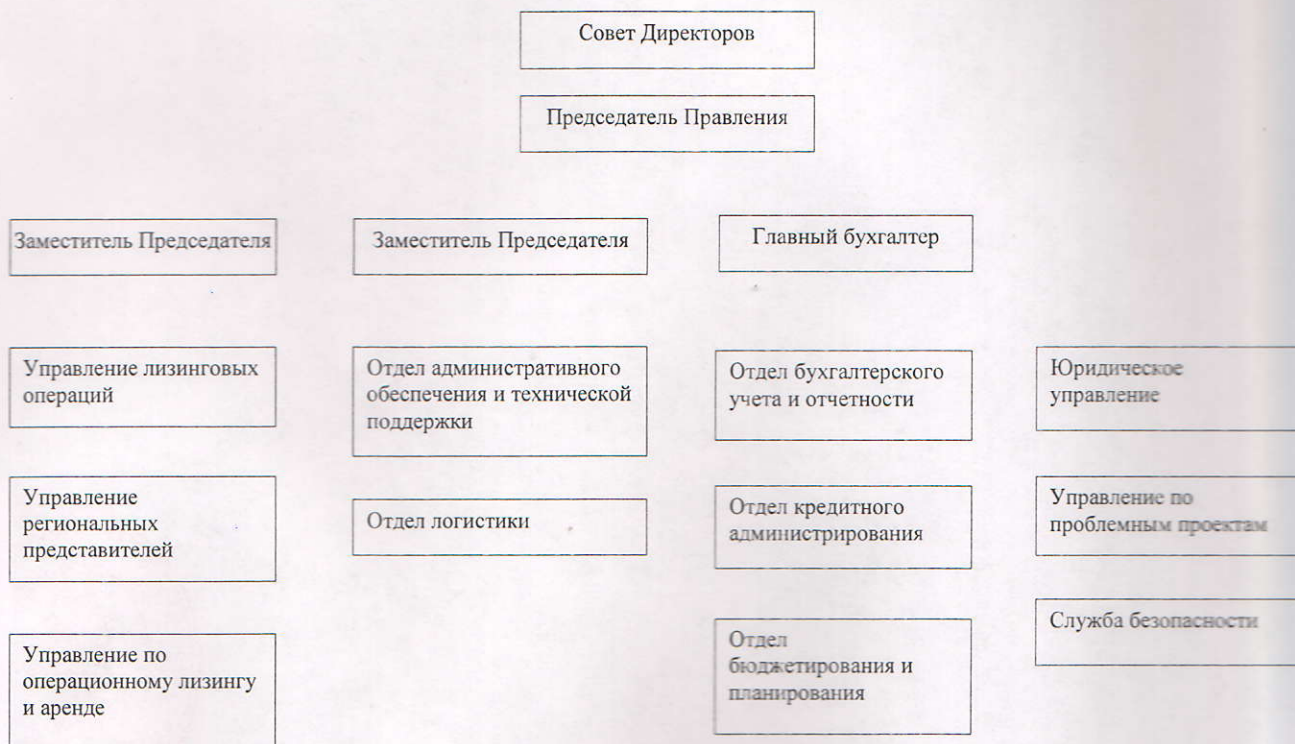 Совет Директоров
Председатель Правления
Заместитель Председателя
Заместитель Председателя
Главный бухгалтер
Управление лизинговых
операций
Отдел административного
обеспечения и технической
поддержки
Отдел бухгалтерского
учета и отчетности
Юридическое
управление
Управление
региональных
представителей
Отдел логистики
Отдел кредитного
администрирования
Управление по
проблемным проектам
Управление по
операционному лизингу
и аренде
Отдел
бюджетирования и
планирования
Служба безопасности